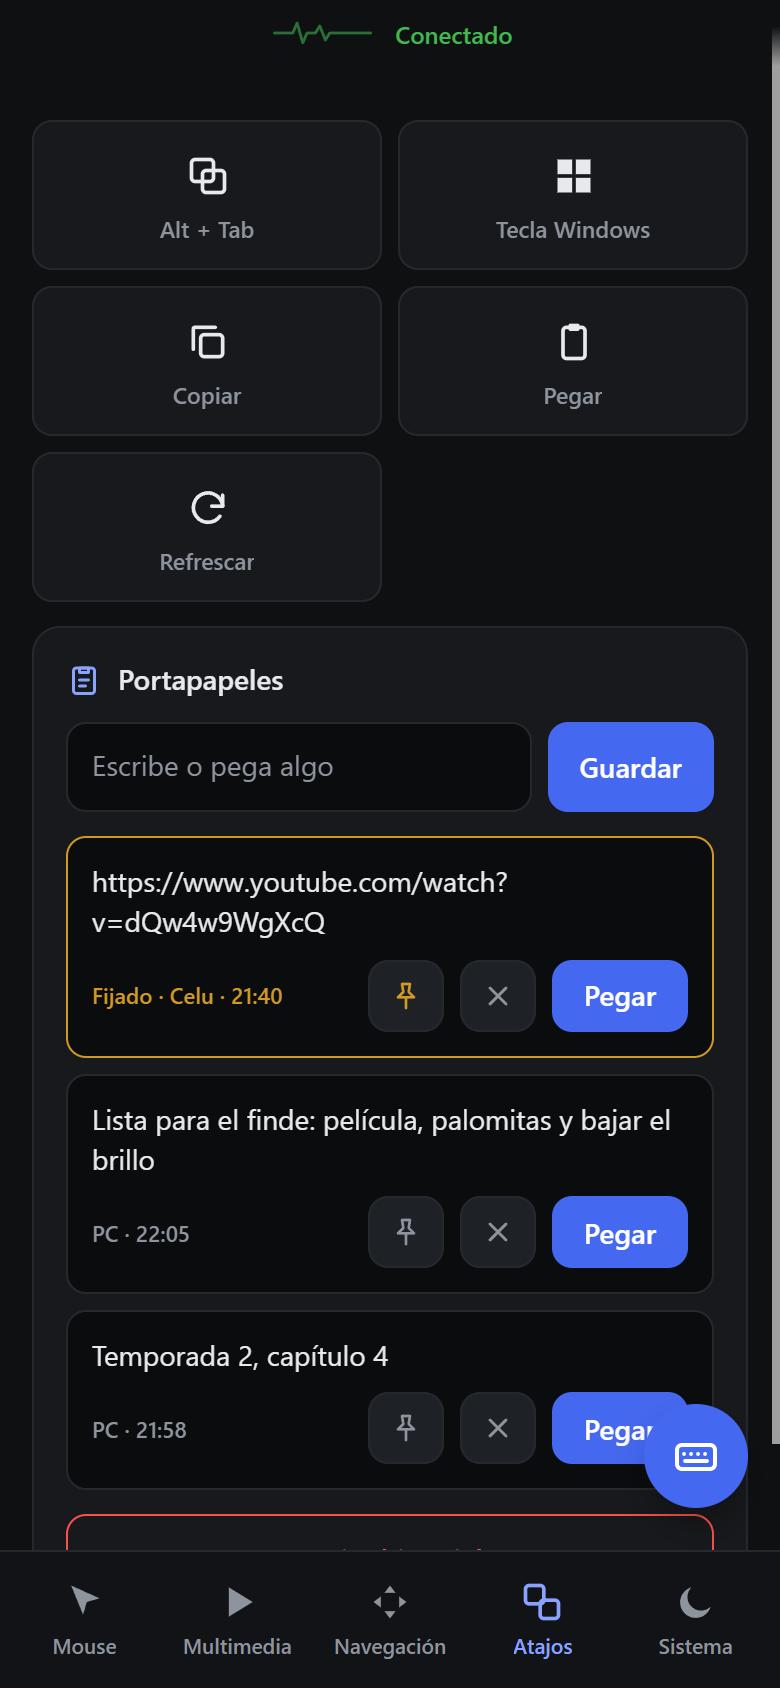 Conectado
Alt + Tab
Tecla Windows
Copiar
Pegar
Refrescar
Portapapeles
Escribe o pega algo
Guardar
https://www.youtube.com/watch?
v=dQw4w9WgXcQ
Fijado · Celu · 21:40
Pegar
Lista para el finde: película, palomitas y bajar el
brillo
PC · 22:05
Pegar
Temporada 2, capítulo 4
PC · 21:58
Pegar
Mouse
Multimedia
Navegación
Atajos
Sistema